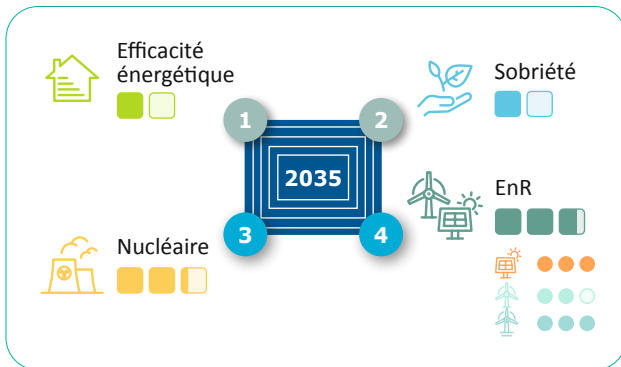 Efficacité
énergétique
Sobriété
1
2
2035
EnR
3
4
Nucléaire